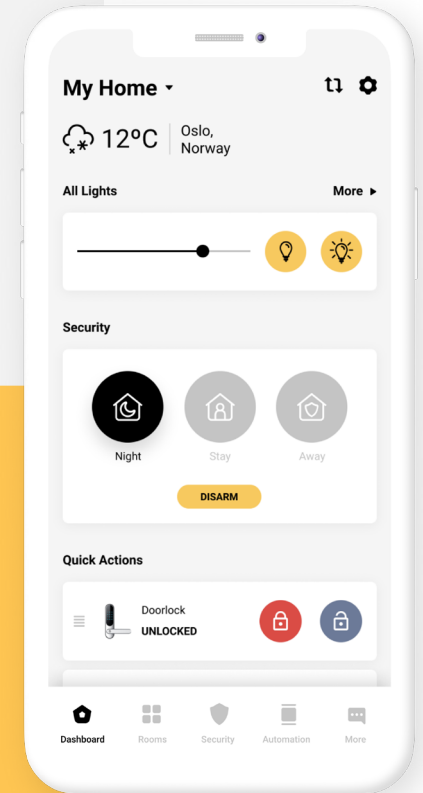 My Home
12°C
Oslo,
Norway
All Lights
More
Security
Night
Stay
Away
DISARM
Quick Actions
Doorlock
UNLOCKED
Dashboard
Rooms
Security
Automation
More